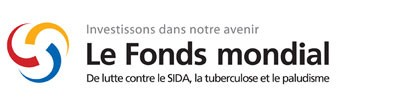 Investissons dans notre avenir
Le Fonds mondial
De lutte contre le SIDA, la tuberculose et le paludisme